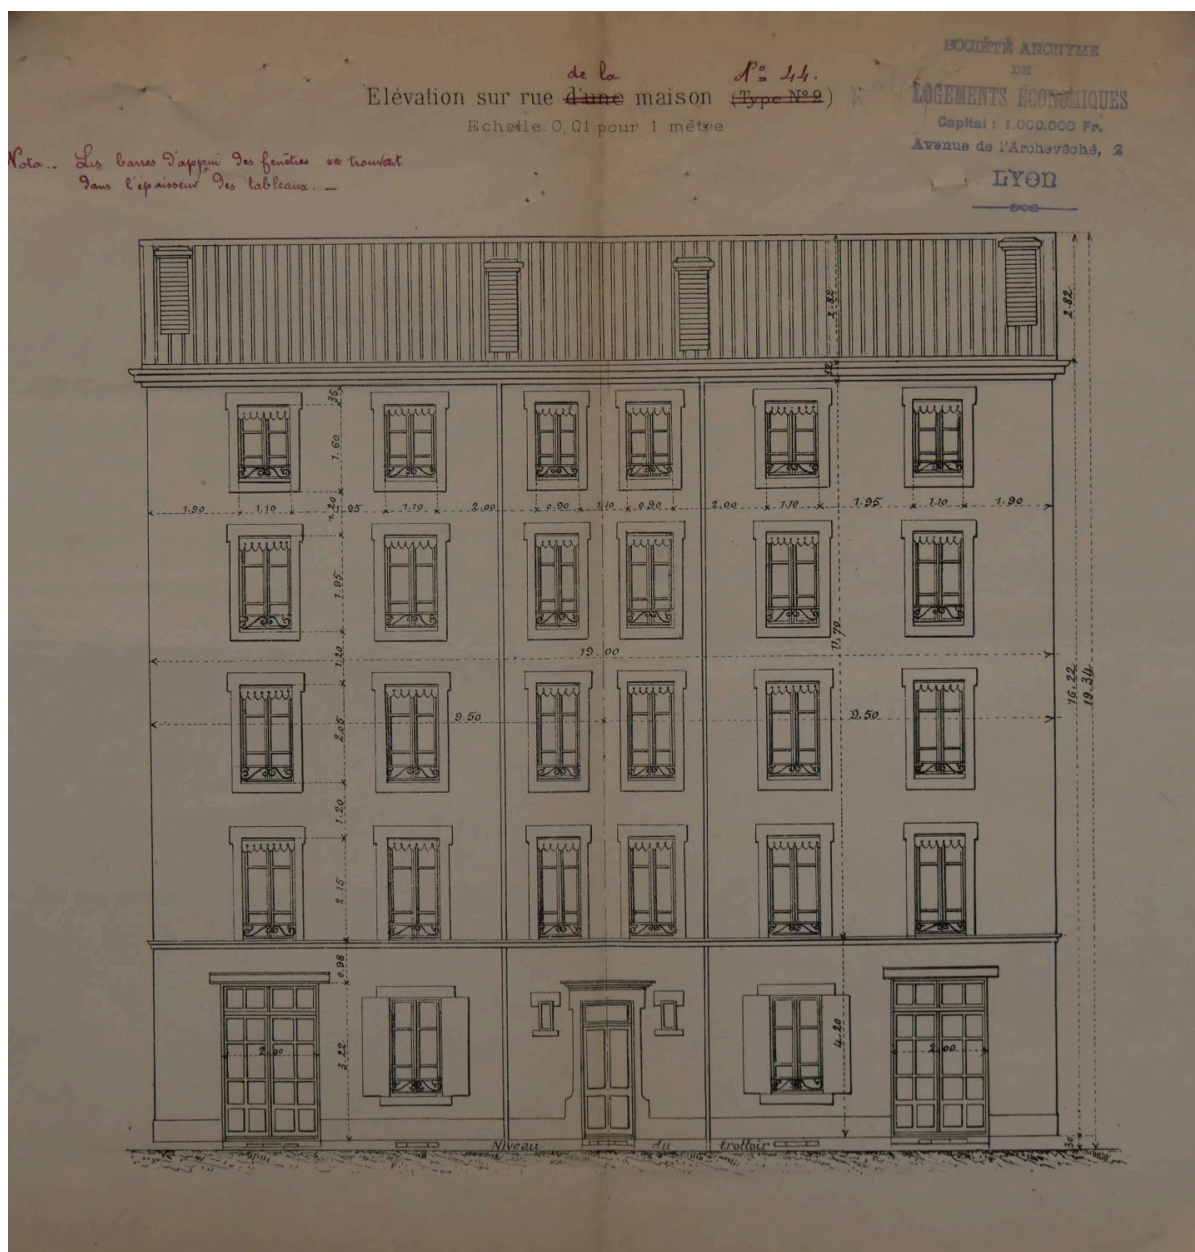 SOCIÉTÉ ANONYME
DE
LOGEMENTS ÉCONOMIQUES
Capital : 1.000.000 Fr.
Avenue de l'Archevêché, 2
LYON
de la N° 44.
Elévation sur rue d'une maison (Type N° 9)
Echelle: 0,01 pour 1 mètre
Nota.. Les barres d'appui des fenêtres se trouvent
dans l'épaisseur des tableaux. _
2.82
2.82
32
35
1.60
1.20
1.90 1.10 1.95 1.10 2.00 0.90 1.10 0.90 2.00 1.10 1.95 1.10 1.90
1.95
11.70
1.20
19.00
16.22
19.34
2.05
9.50 9.50
1.20
2.15
0.98
3.22
4.20
2.00 2.00
30
Niveau du trottoir